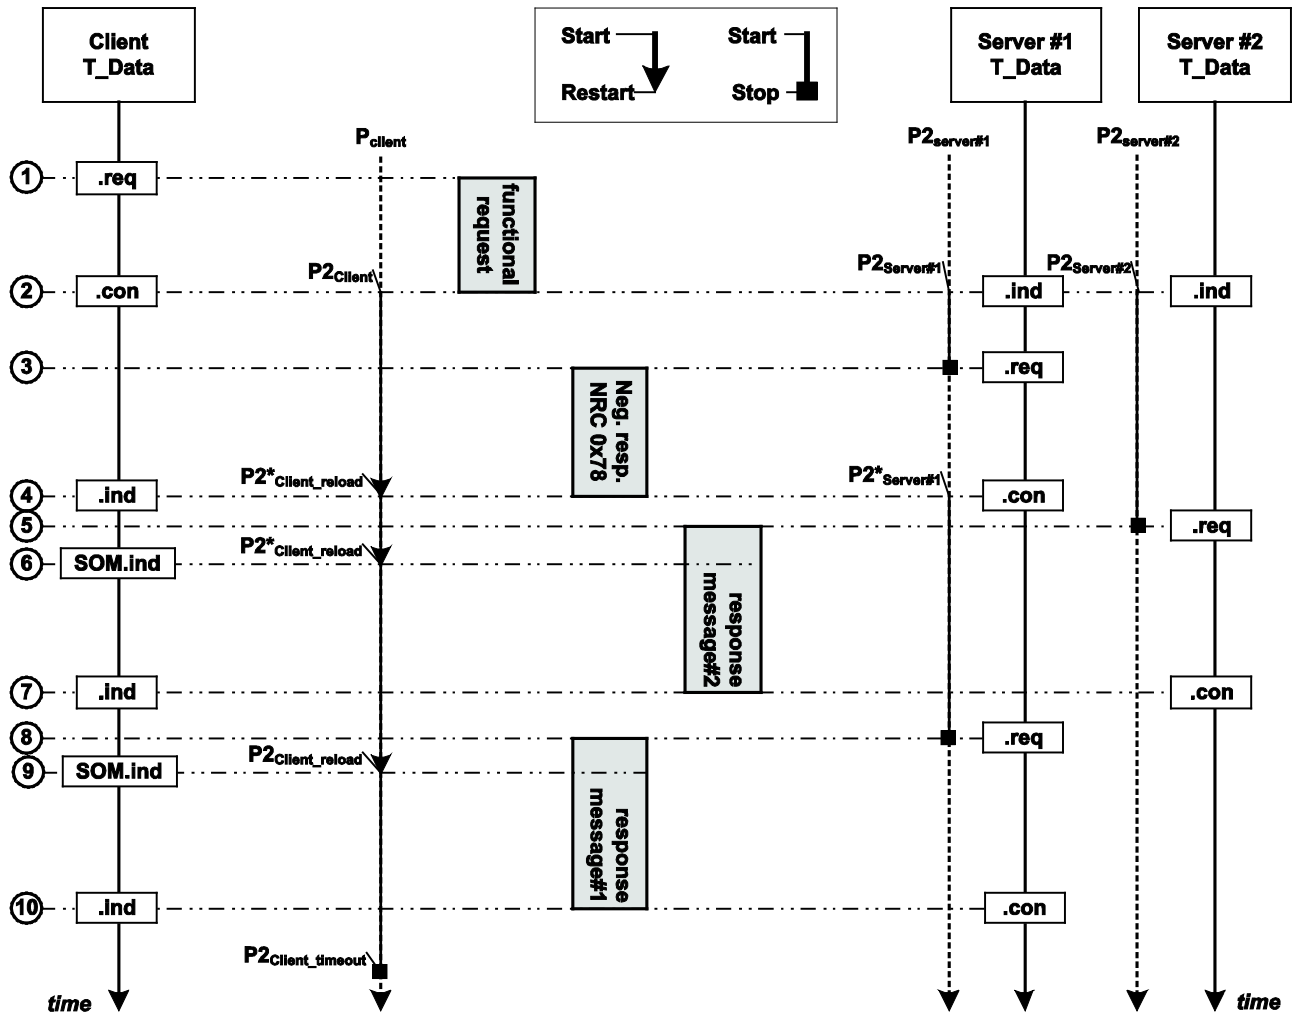 Client
T_Data
Start
Restart
Start
Stop
Server #1
T_Data
Server #2
T_Data
Pclient
P2server#1
P2server#2
1
.req
functional
request
P2Client
P2Server#1
P2Server#2
2
.con
.ind
.ind
3
.req
Neg. resp.
NRC 0x78
P2*Client_reload
P2*Server#1
4
.ind
.con
5
.req
P2*Client_reload
6
SOM.ind
response
message#2
7
.ind
.con
8
.req
P2Client_reload
9
SOM.ind
response
message#1
10
.ind
.con
P2Client_timeout
time
time